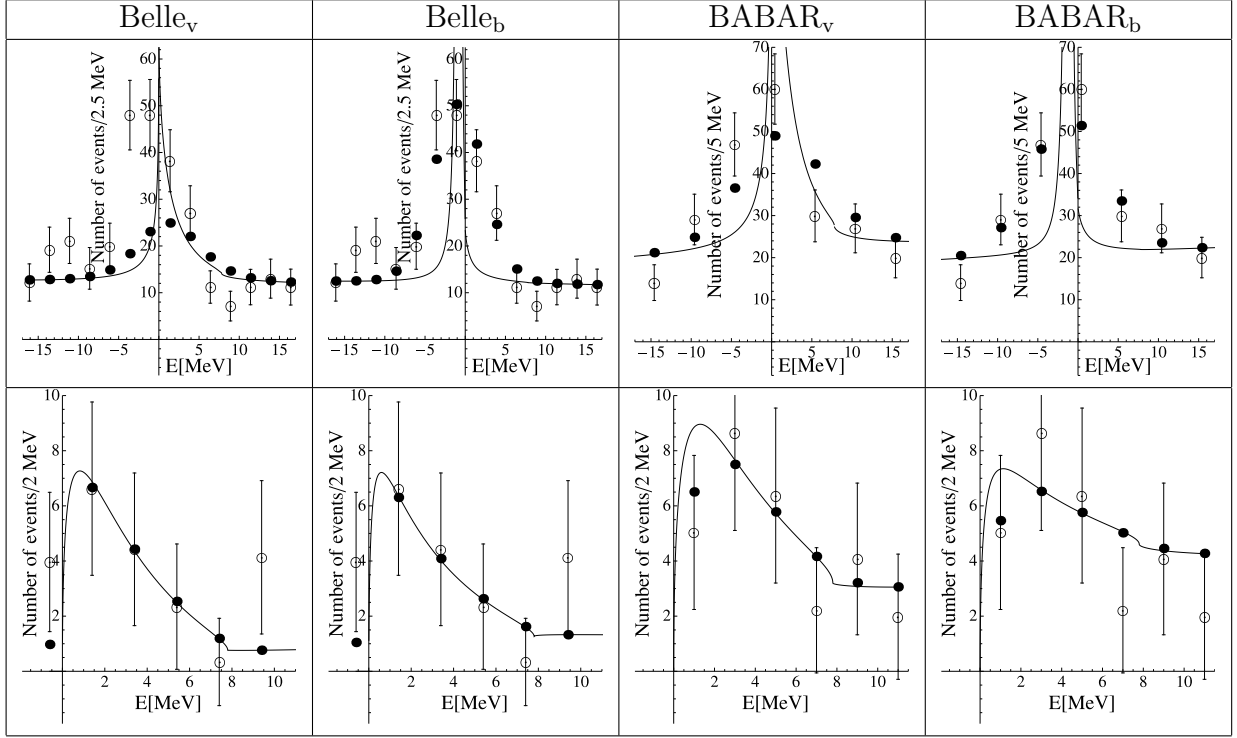 Belle_v Belle_b BABAR_v BABAR_b
Number of events/2.5 MeV
60
50
40
30
20
10
−15 −10 −5 5 10 15
E[MeV]
Number of events/2.5 MeV
60
50
40
30
20
10
−15 −10 −5 5 10 15
E[MeV]
Number of events/5 MeV
70
60
50
40
30
20
10
−15 −10 −5 5 10 15
E[MeV]
Number of events/5 MeV
70
60
50
40
30
20
10
−15 −10 −5 5 10 15
E[MeV]
Number of events/2 MeV
10
8
6
4
2
2 4 6 8 10
E[MeV]
Number of events/2 MeV
10
8
6
4
2
2 4 6 8 10
E[MeV]
Number of events/2 MeV
10
8
6
4
2
2 4 6 8 10
E[MeV]
Number of events/2 MeV
10
8
6
4
2
2 4 6 8 10
E[MeV]